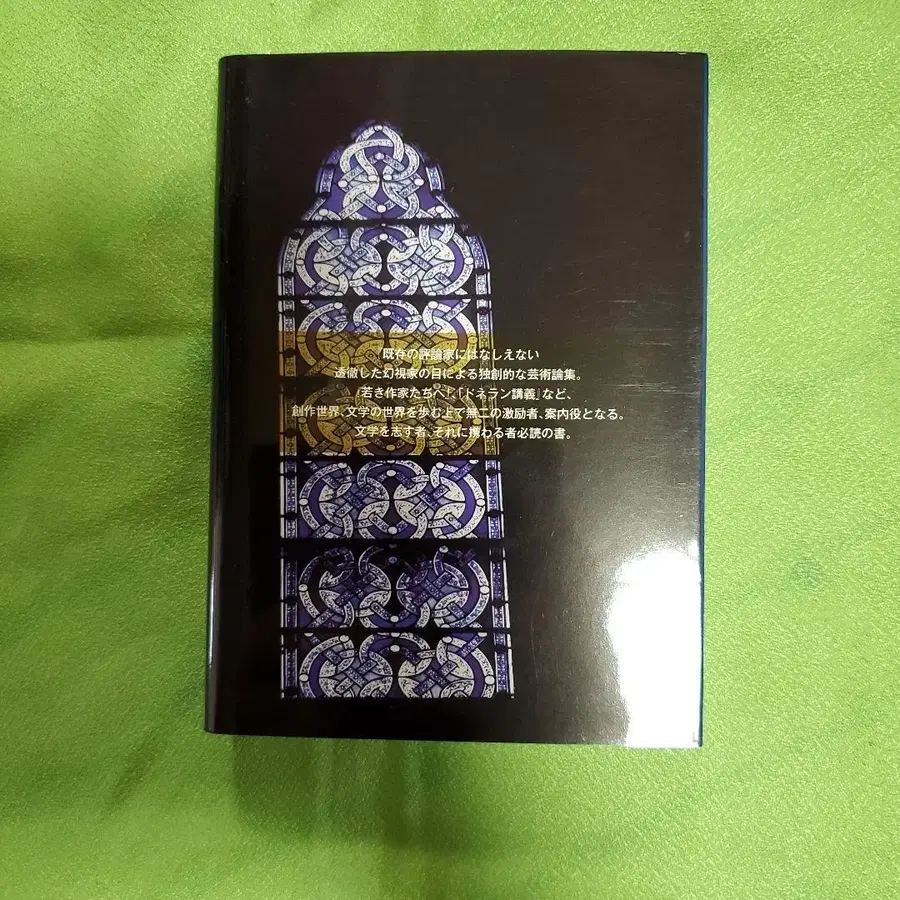 既存の評論家にはなしえない
透徹した幻視家の目による独創的な芸術論集。
「若き作家たちへ!」「ドネラン講義」など、
創作世界、文学の世界を歩む上で無二の激励者、案内役となる。
文学を志す者、それに携わる者必読の書。